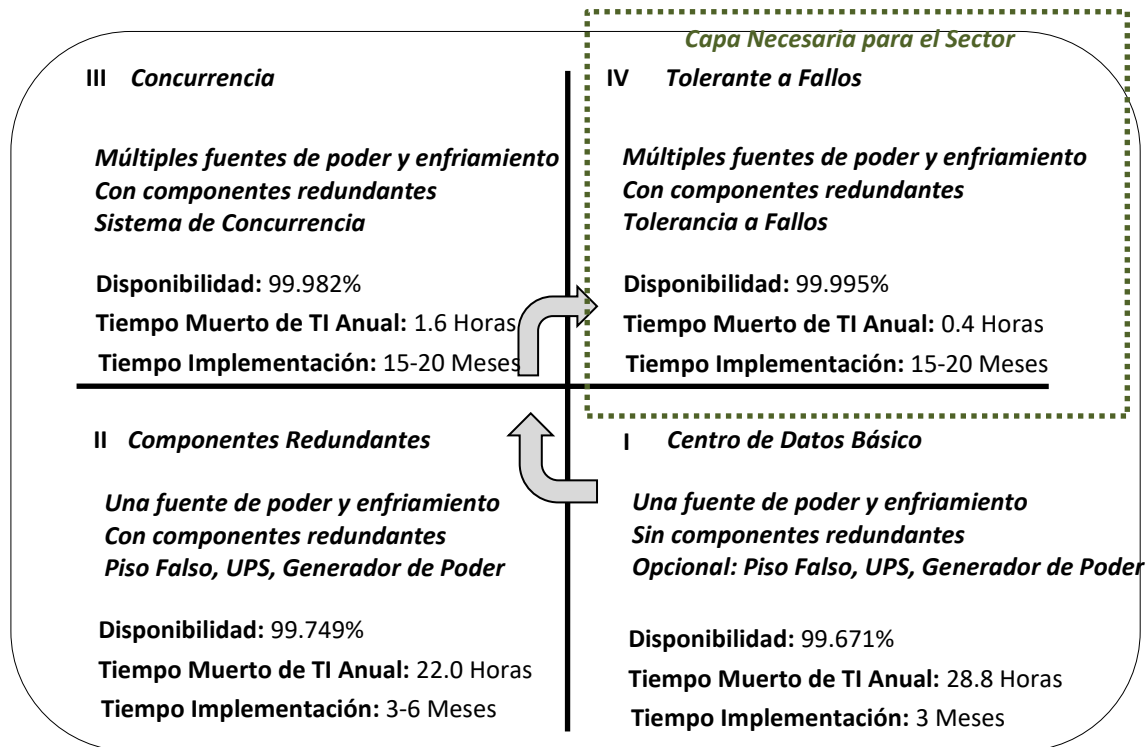 Capa Necesaria para el Sector
III Concurrencia
Múltiples fuentes de poder y enfriamiento
Con componentes redundantes
Sistema de Concurrencia
Disponibilidad: 99.982%
Tiempo Muerto de TI Anual: 1.6 Horas
Tiempo Implementación: 15-20 Meses
IV Tolerante a Fallos
Múltiples fuentes de poder y enfriamiento
Con componentes redundantes
Tolerancia a Fallos
Disponibilidad: 99.995%
Tiempo Muerto de TI Anual: 0.4 Horas
Tiempo Implementación: 15-20 Meses
II Componentes Redundantes
Una fuente de poder y enfriamiento
Con componentes redundantes
Piso Falso, UPS, Generador de Poder
Disponibilidad: 99.749%
Tiempo Muerto de TI Anual: 22.0 Horas
Tiempo Implementación: 3-6 Meses
I Centro de Datos Básico
Una fuente de poder y enfriamiento
Sin componentes redundantes
Opcional: Piso Falso, UPS, Generador de Poder
Disponibilidad: 99.671%
Tiempo Muerto de TI Anual: 28.8 Horas
Tiempo Implementación: 3 Meses